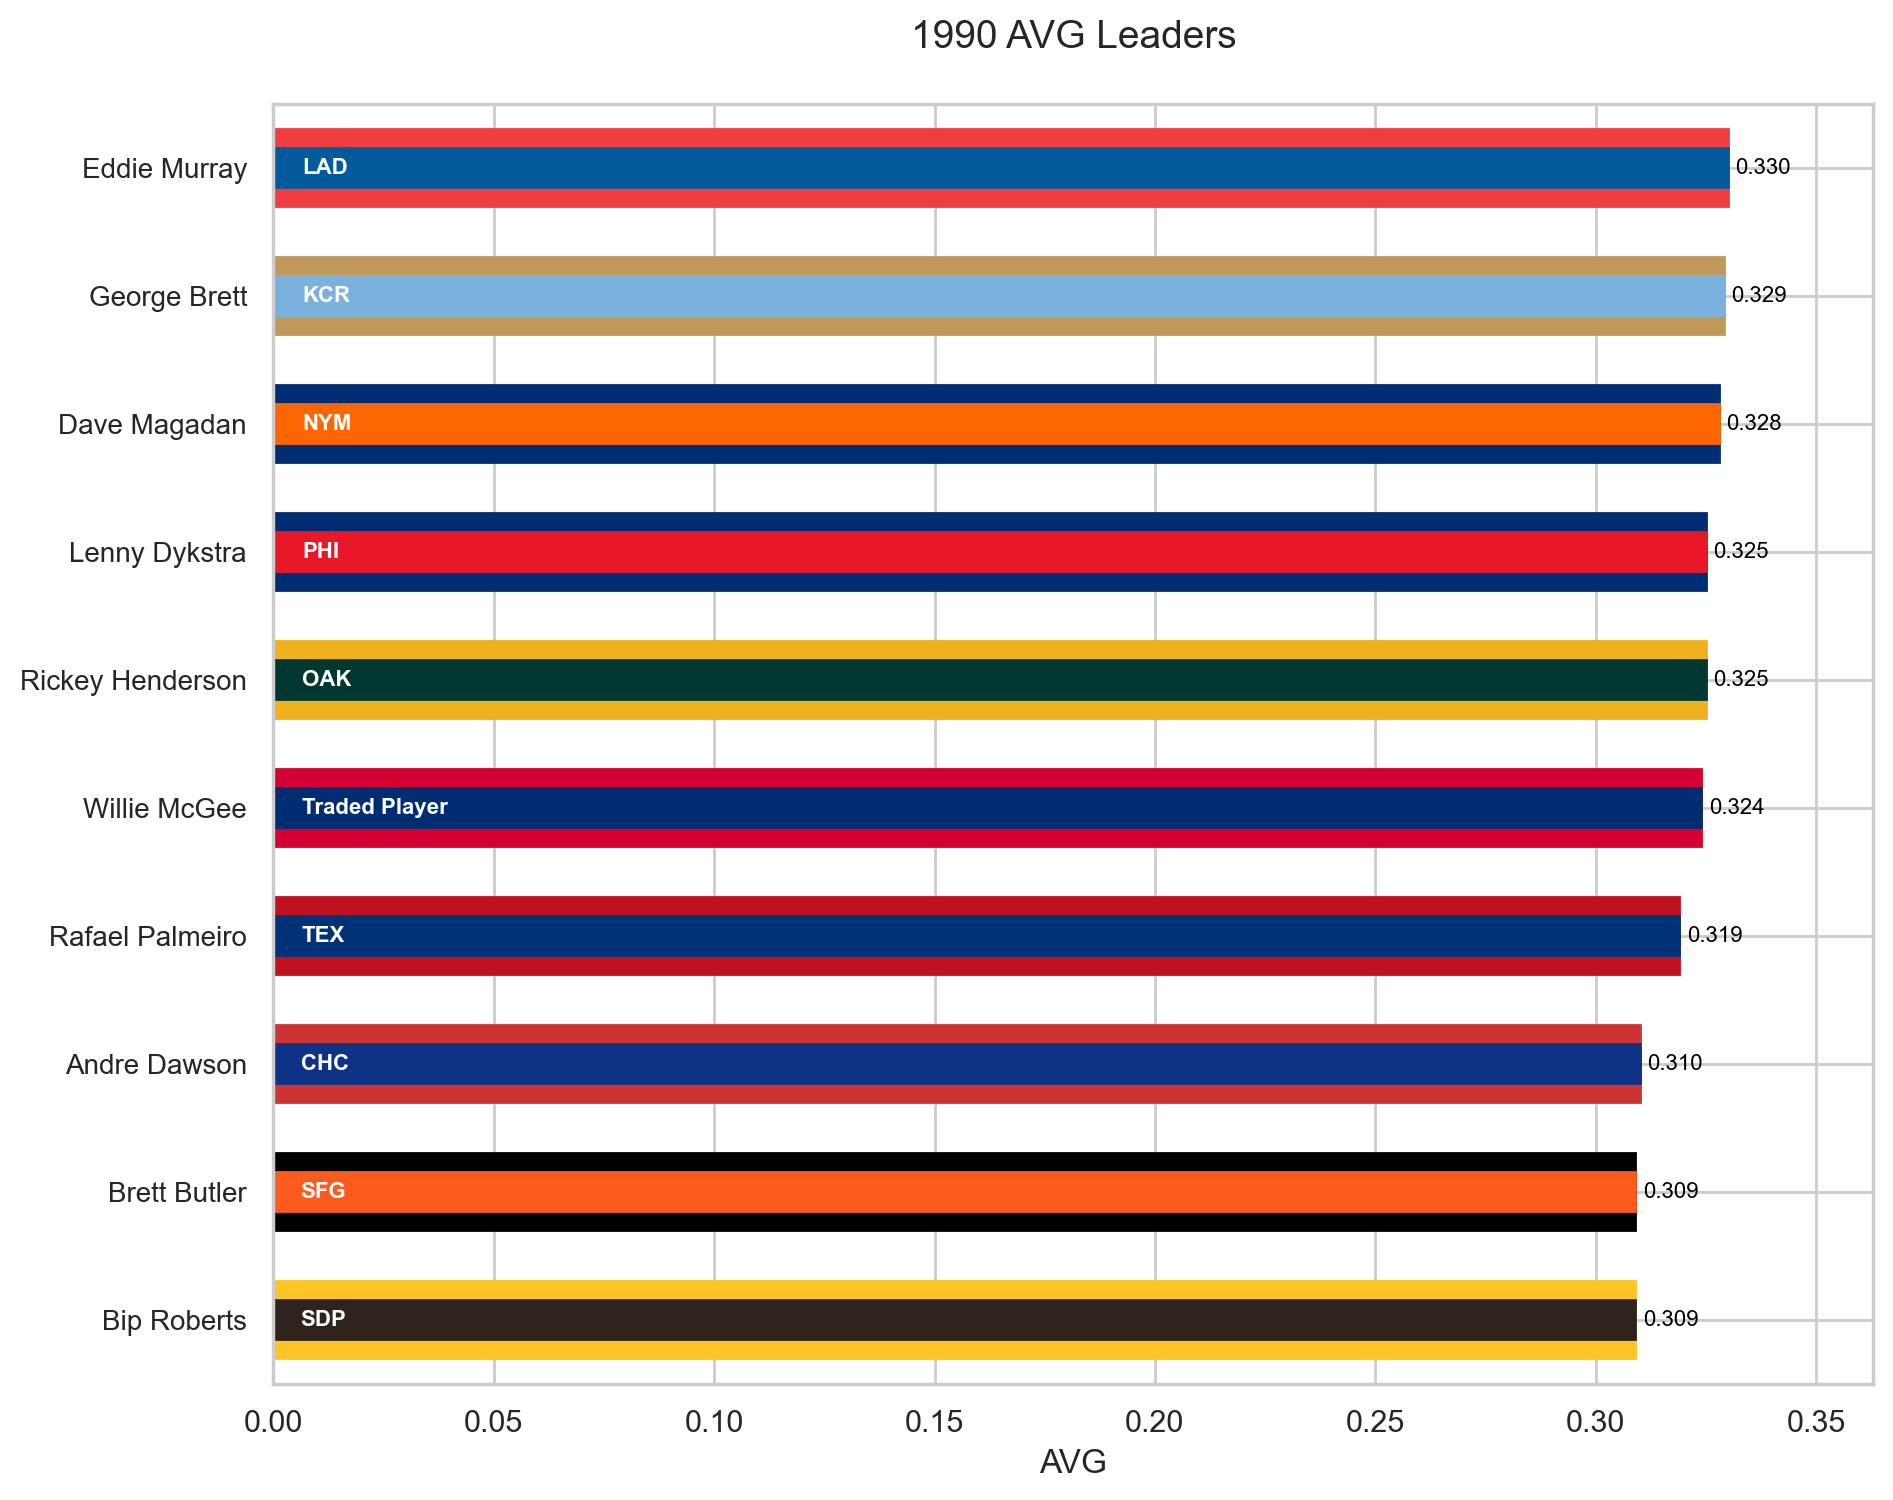 1990 AVG Leaders
Eddie Murray LAD 0.330
George Brett KCR 0.329
Dave Magadan NYM 0.328
Lenny Dykstra PHI 0.325
Rickey Henderson OAK 0.325
Willie McGee Traded Player 0.324
Rafael Palmeiro TEX 0.319
Andre Dawson CHC 0.310
Brett Butler SFG 0.309
Bip Roberts SDP 0.309
0.00 0.05 0.10 0.15 0.20 0.25 0.30 0.35
AVG